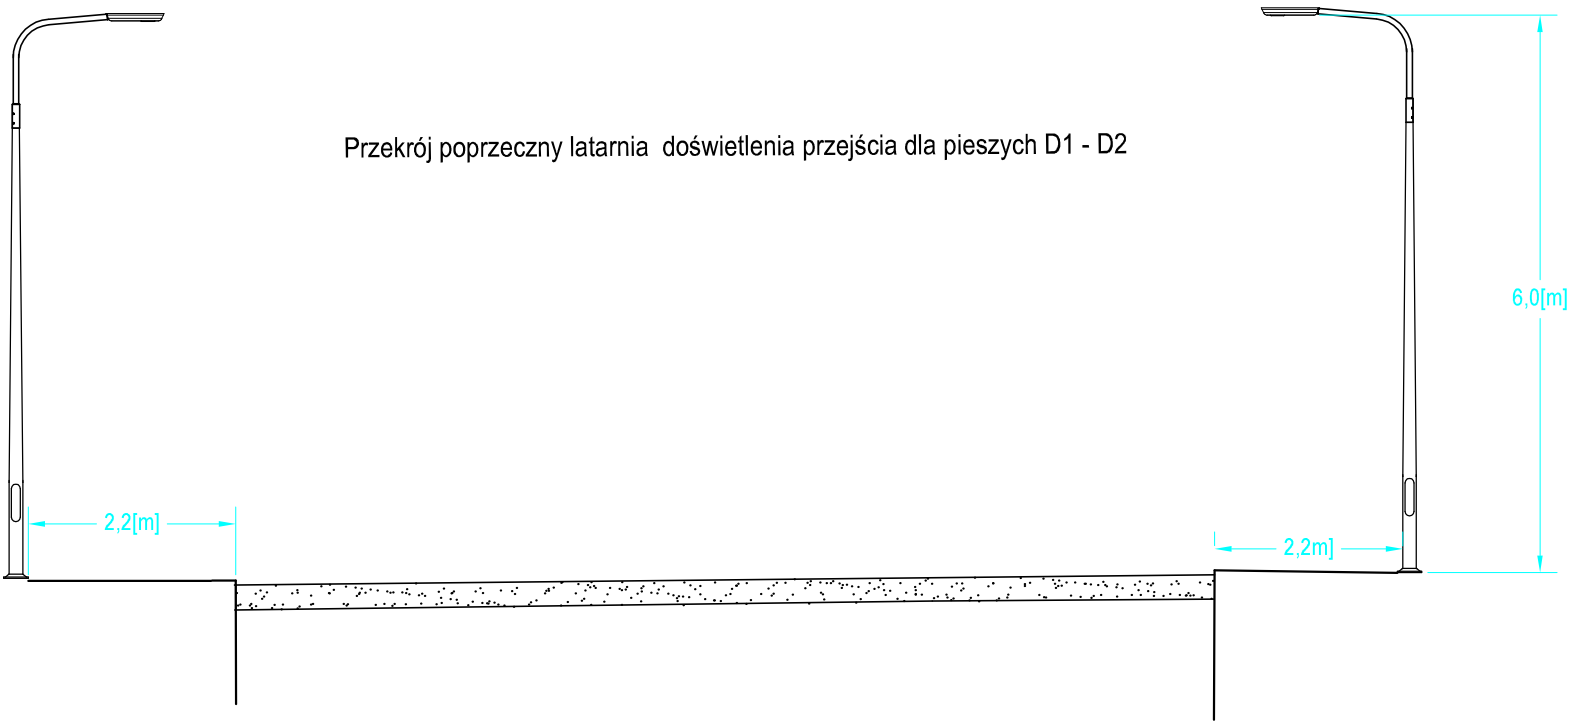 Przekrój poprzeczny latarnia  doświetlenia przejścia dla pieszych D1 - D2
6,0[m]
2,2[m]
2,2m]